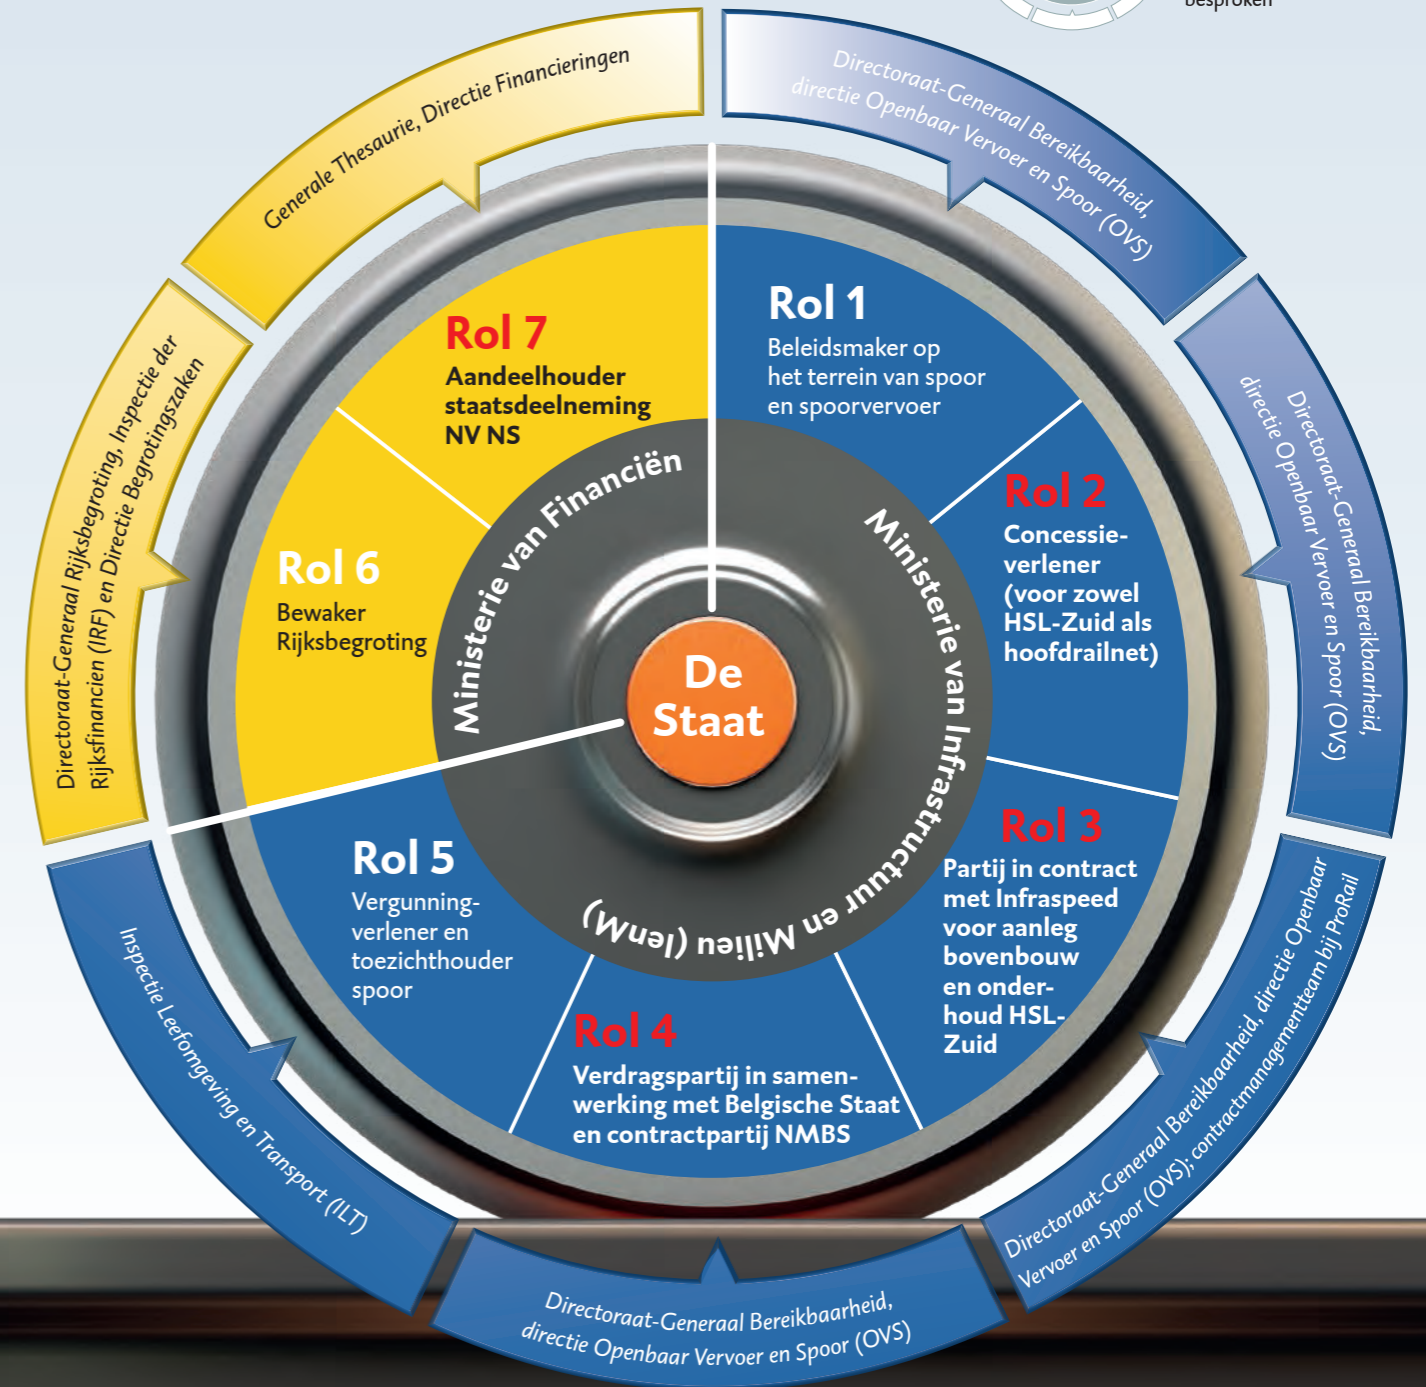 besproken
Directoraat-Generaal Bereikbaarheid,
directie Openbaar Vervoer en Spoor (OVS)
Rol 1
Beleidsmaker op
het terrein van spoor
en spoorvervoer
Directoraat-Generaal Bereikbaarheid,
directie Openbaar Vervoer en Spoor (OVS)
Rol 2
Concessie-
verlener
(voor zowel
HSL-Zuid als
hoofdrailnet)
Directoraat-Generaal Bereikbaarheid, directie Openbaar
Vervoer en Spoor (OVS); contractmanagementteam bij ProRail
Rol 3
Partij in contract
met Infraspeed
voor aanleg
bovenbouw
en onder-
houd HSL-
Zuid
Directoraat-Generaal Bereikbaarheid,
directie Openbaar Vervoer en Spoor (OVS)
Rol 4
Verdragspartij in samen-
werking met Belgische Staat
en contractpartij NMBS
Inspectie Leefomgeving en Transport (ILT)
Rol 5
Vergunning-
verlener en
toezichthouder
spoor
Directoraat-Generaal Rijksbegroting, Inspectie der
Rijksfinancien (IRF) en Directie Begrotingszaken
Rol 6
Bewaker
Rijksbegroting
Generale Thesaurie, Directie Financieringen
Rol 7
Aandeelhouder
staatsdeelneming
NV NS
Ministerie van Financiën
Ministerie van Infrastructuur en Milieu (IenM)
De
Staat